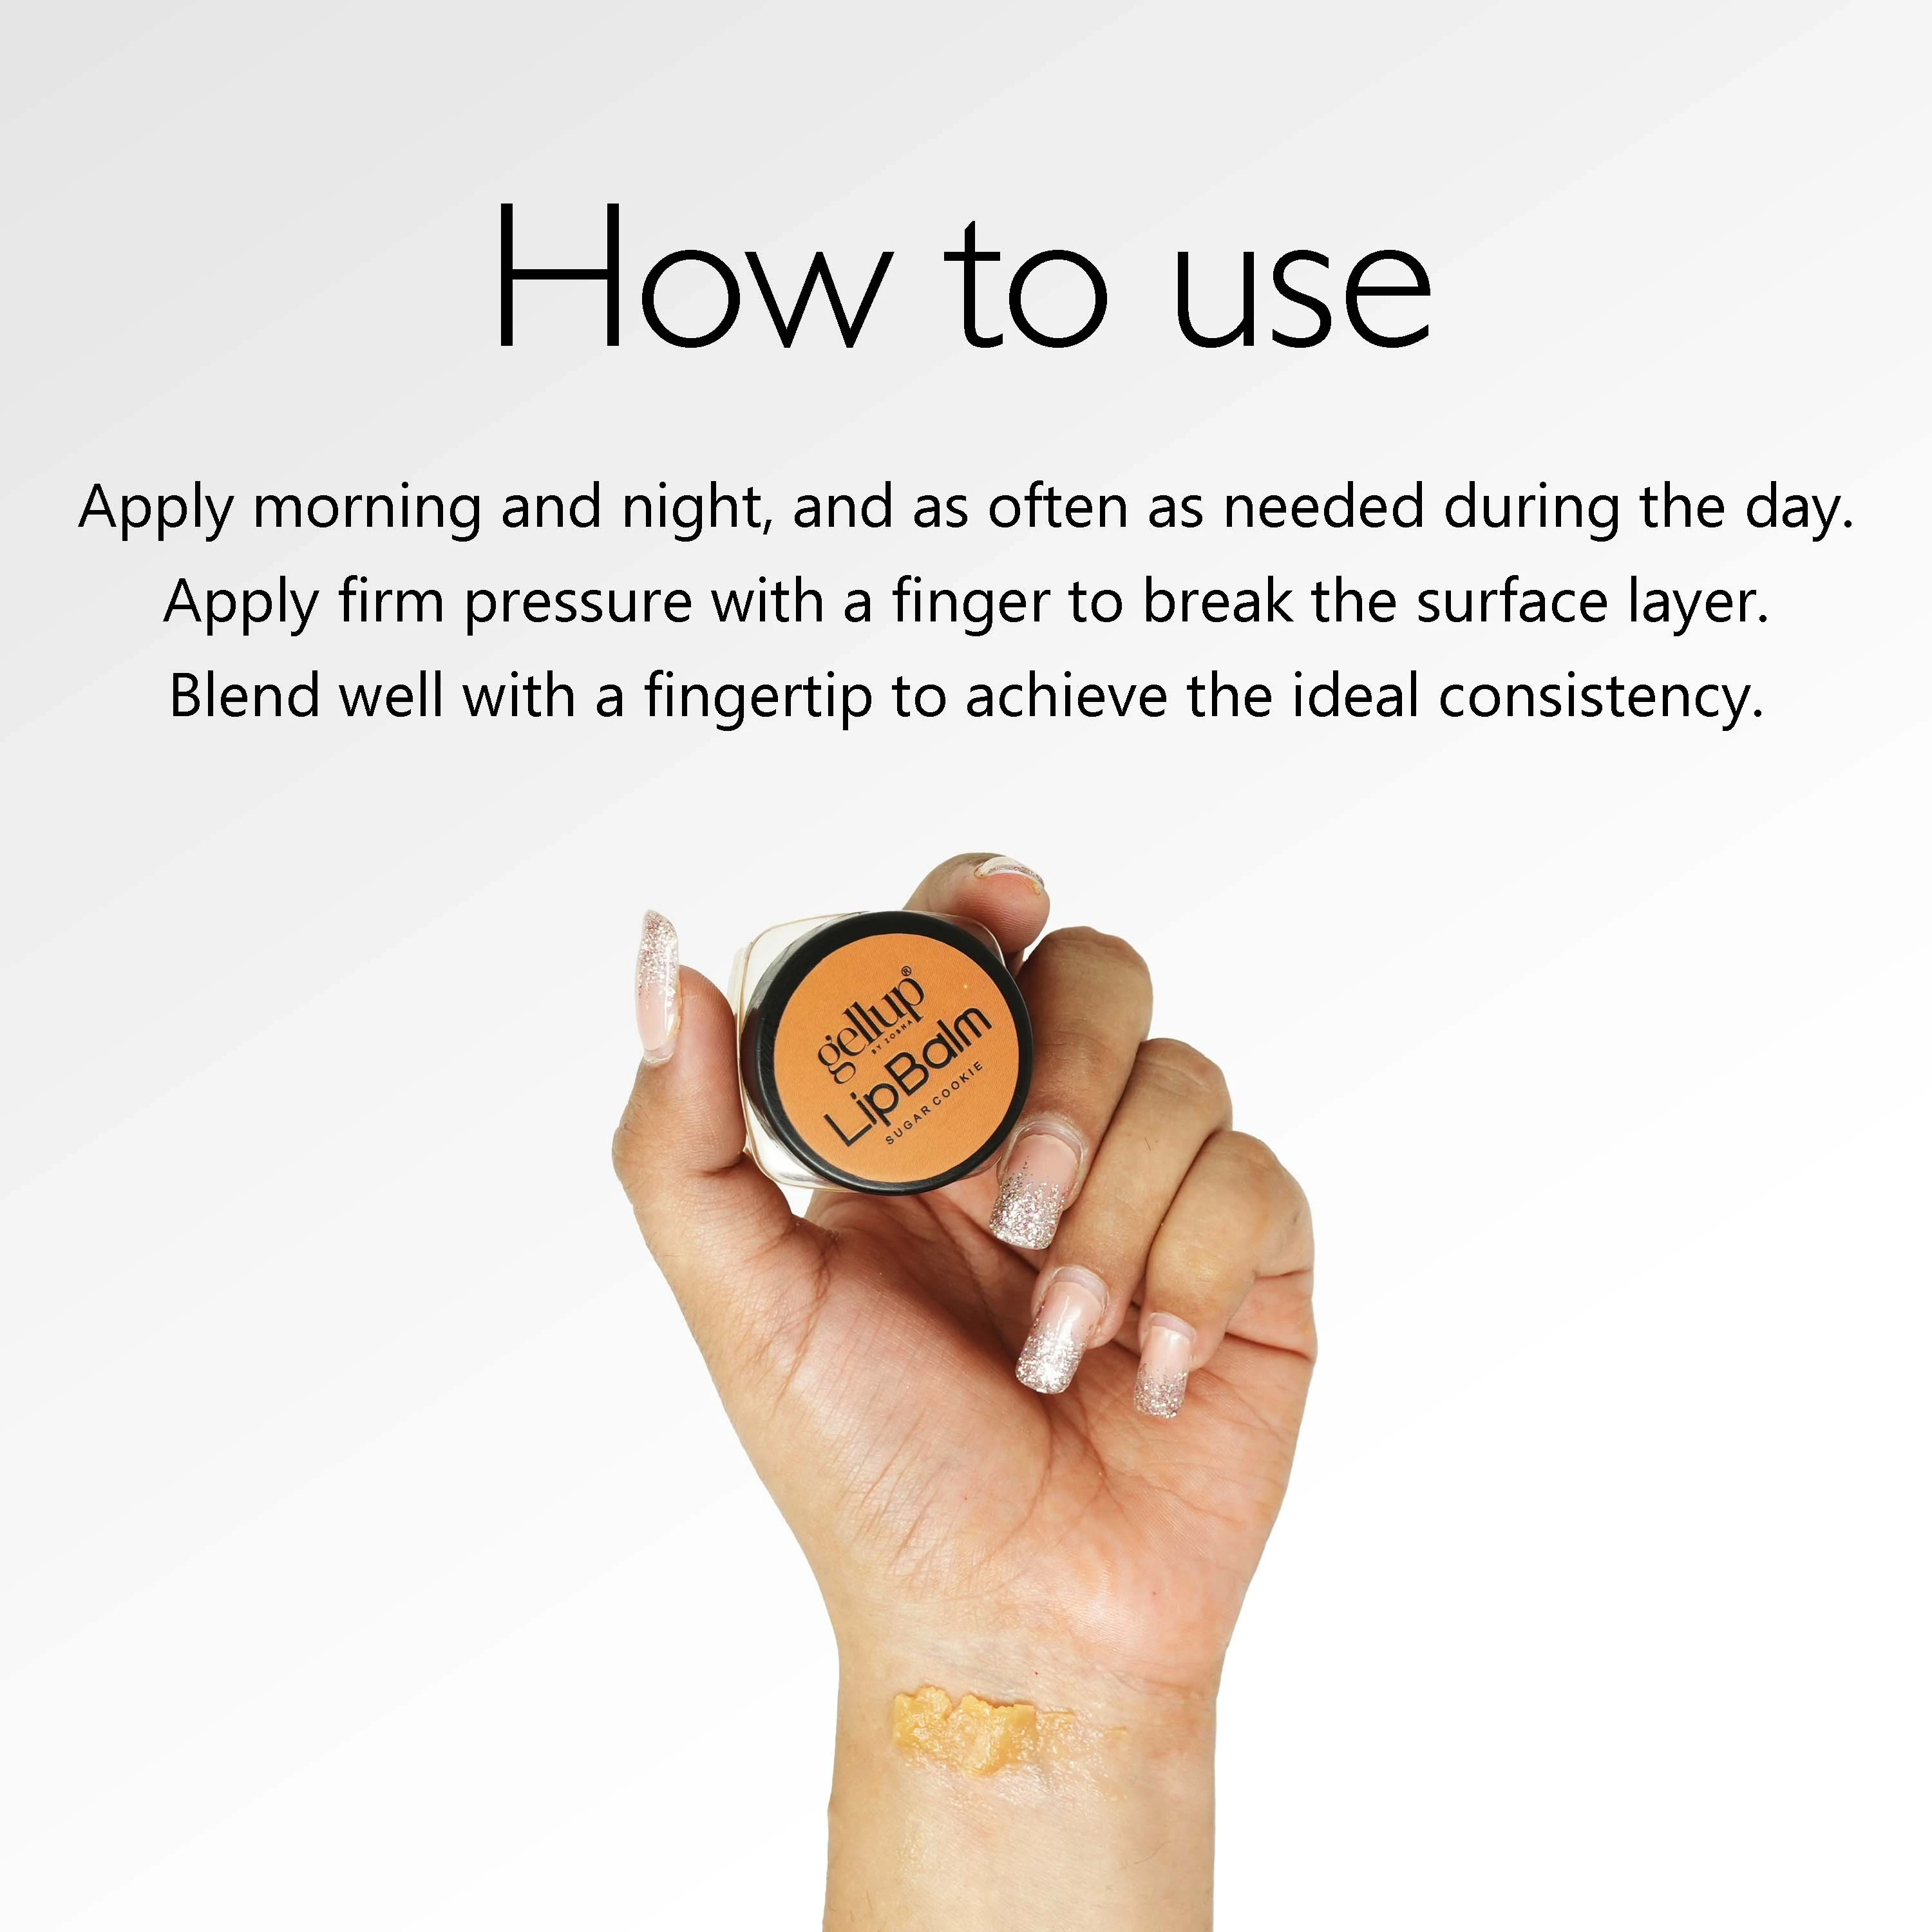 How to use
Apply morning and night, and as often as needed during the day.
Apply firm pressure with a finger to break the surface layer.
Blend well with a fingertip to achieve the ideal consistency.
gellup®
BY ZOBHA
LipBalm
SUGAR COOKIE